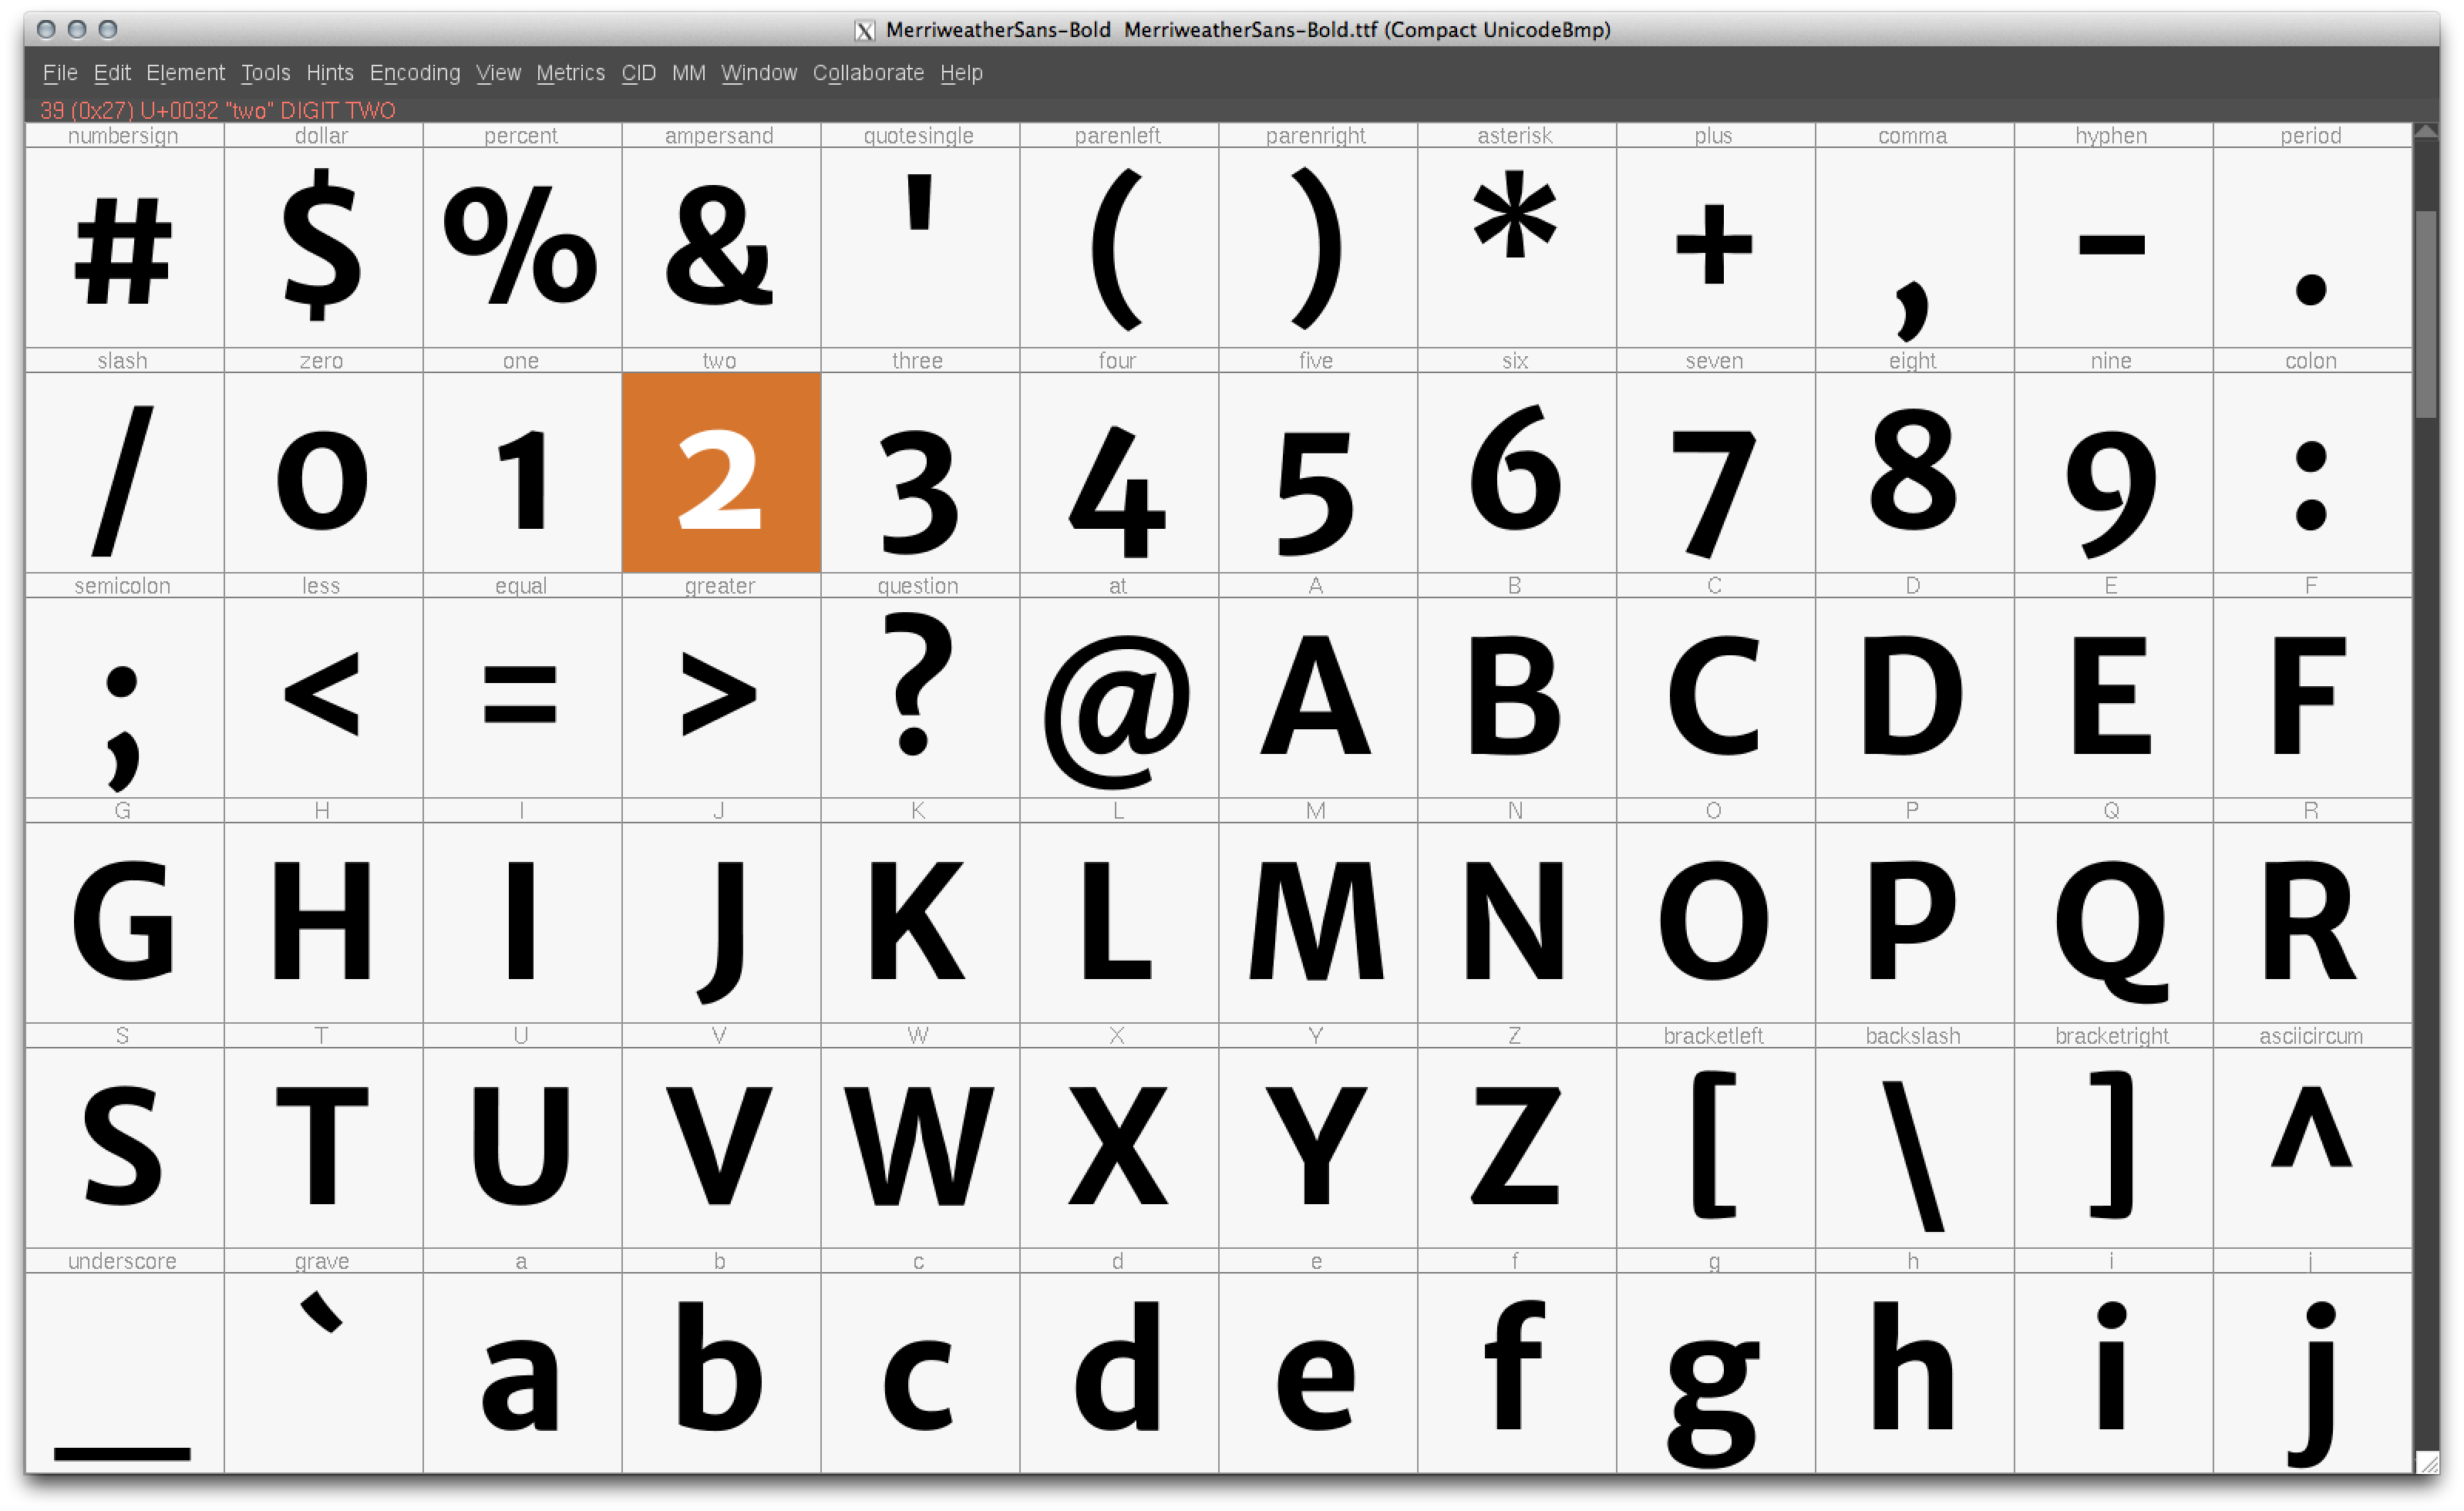 MerriweatherSans-Bold MerriweatherSans-Bold.ttf (Compact UnicodeBmp)
File Edit Element Tools Hints Encoding View Metrics CID MM Window Collaborate Help
39 (0x27) U+0032 "two" DIGIT TWO
numbersign dollar percent ampersand quotesingle parenleft parenright asterisk plus comma hyphen period
# $ % & ' ( ) * + , - .
slash zero one two three four five six seven eight nine colon
/ 0 1 2 3 4 5 6 7 8 9 :
semicolon less equal greater question at A B C D E F
; < = > ? @ A B C D E F
G H I J K L M N O P Q R
G H I J K L M N O P Q R
S T U V W X Y Z bracketleft backslash bracketright asciicircum
S T U V W X Y Z [ \ ] ^
underscore grave a b c d e f g h i j
_ ` a b c d e f g h i j